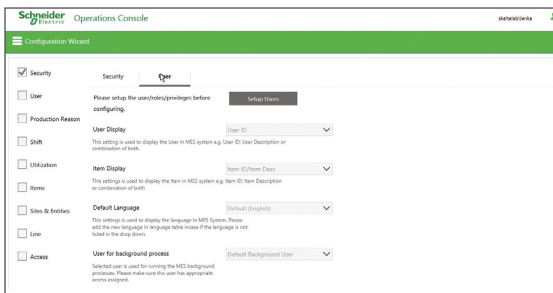 Schneider Electric
Operations Console
skeltalab\lenka
Configuration Wizard
Security
User
Production Reason
Shift
Utilization
Items
Sites & Entities
Line
Access
Security
User
Please setup the user/roles/privileges before
configuring.
Setup Users
User Display
User ID
This setting is used to display the User in MES system e.g. User ID; User Description or
combination of both.
Item Display
Item ID/Item Desc
This settings is used to display the Item in MES system e.g. Item ID; Item Description
or combination of both
Default Language
Default (English)
This settings is used to display the language in MES System. Please
add the new language in language table incase if the language is not
listed in the drop down.
User for background process
Default Background User
Selected user is used for running the MES background
processes. Please make sure this user has appropriate
access assigned.